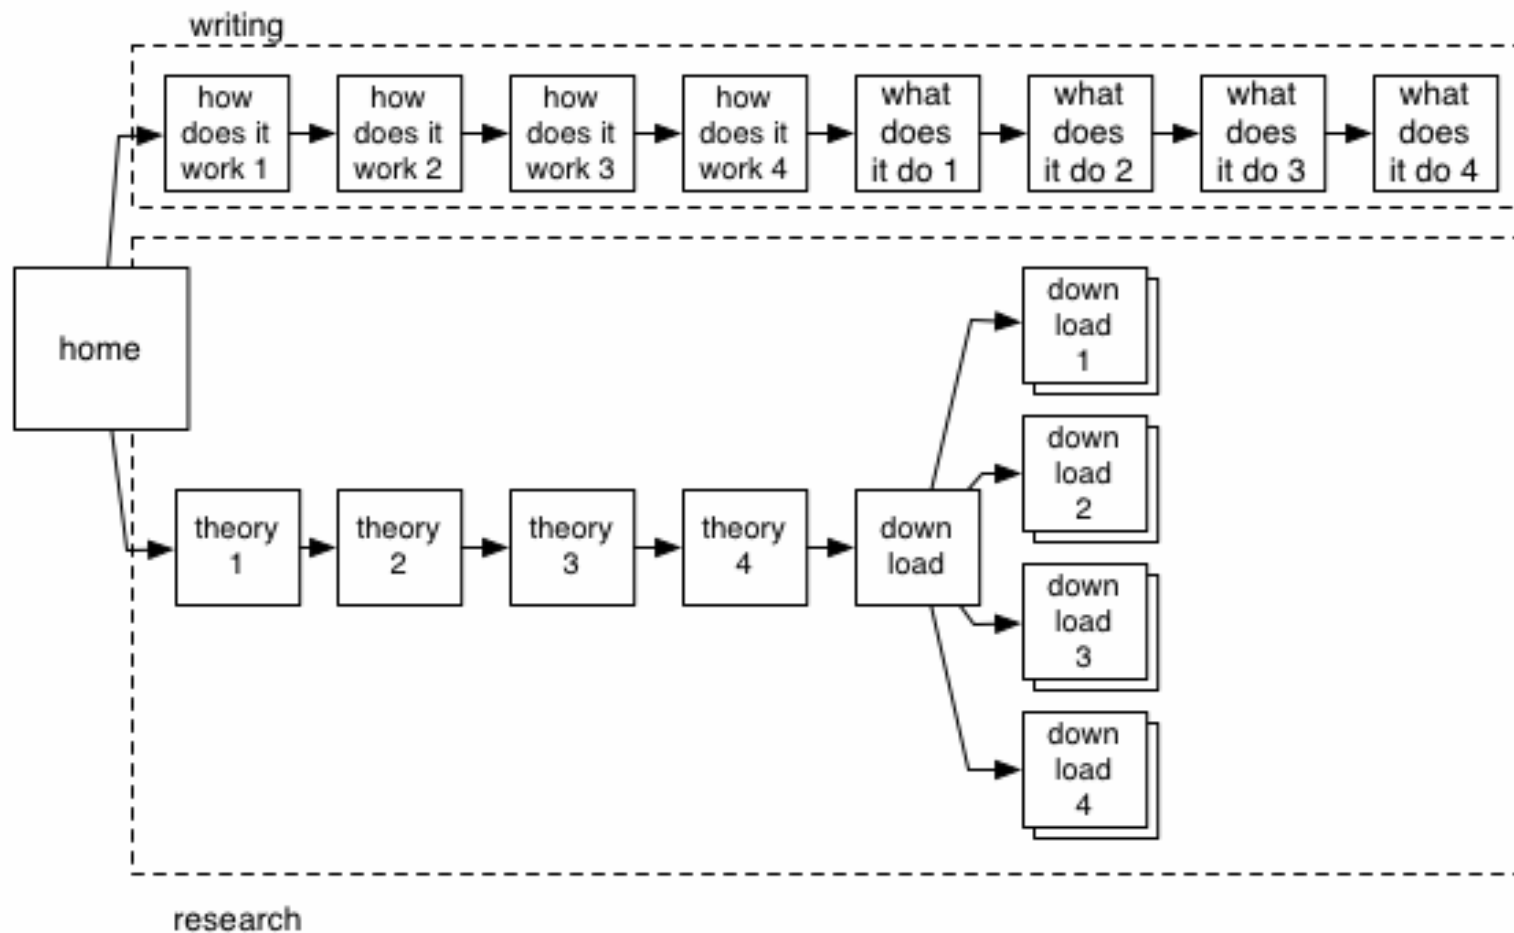 writing
how
does it
work 1
how
does it
work 2
how
does it
work 3
how
does it
work 4
what
does
it do 1
what
does
it do 2
what
does
it do 3
what
does
it do 4
home
theory
1
theory
2
theory
3
theory
4
down
load
down
load
1
down
load
2
down
load
3
down
load
4
research